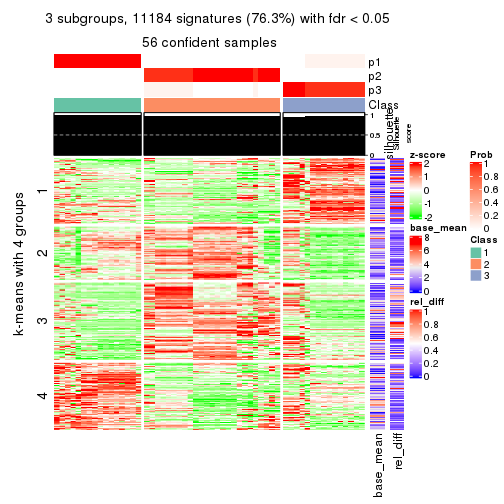 3 subgroups, 11184 signatures (76.3%) with fdr < 0.05
56 confident samples
p1
p2
p3
Class
1
0.5
0
silhouette
Silhouette
score
k-means with 4 groups
1
2
3
4
base_mean
rel_diff
z-score
2
1
0
-1
-2
base_mean
8
6
4
2
0
rel_diff
1
0.8
0.6
0.4
0.2
0
Prob
1
0.8
0.6
0.4
0.2
0
Class
1
2
3